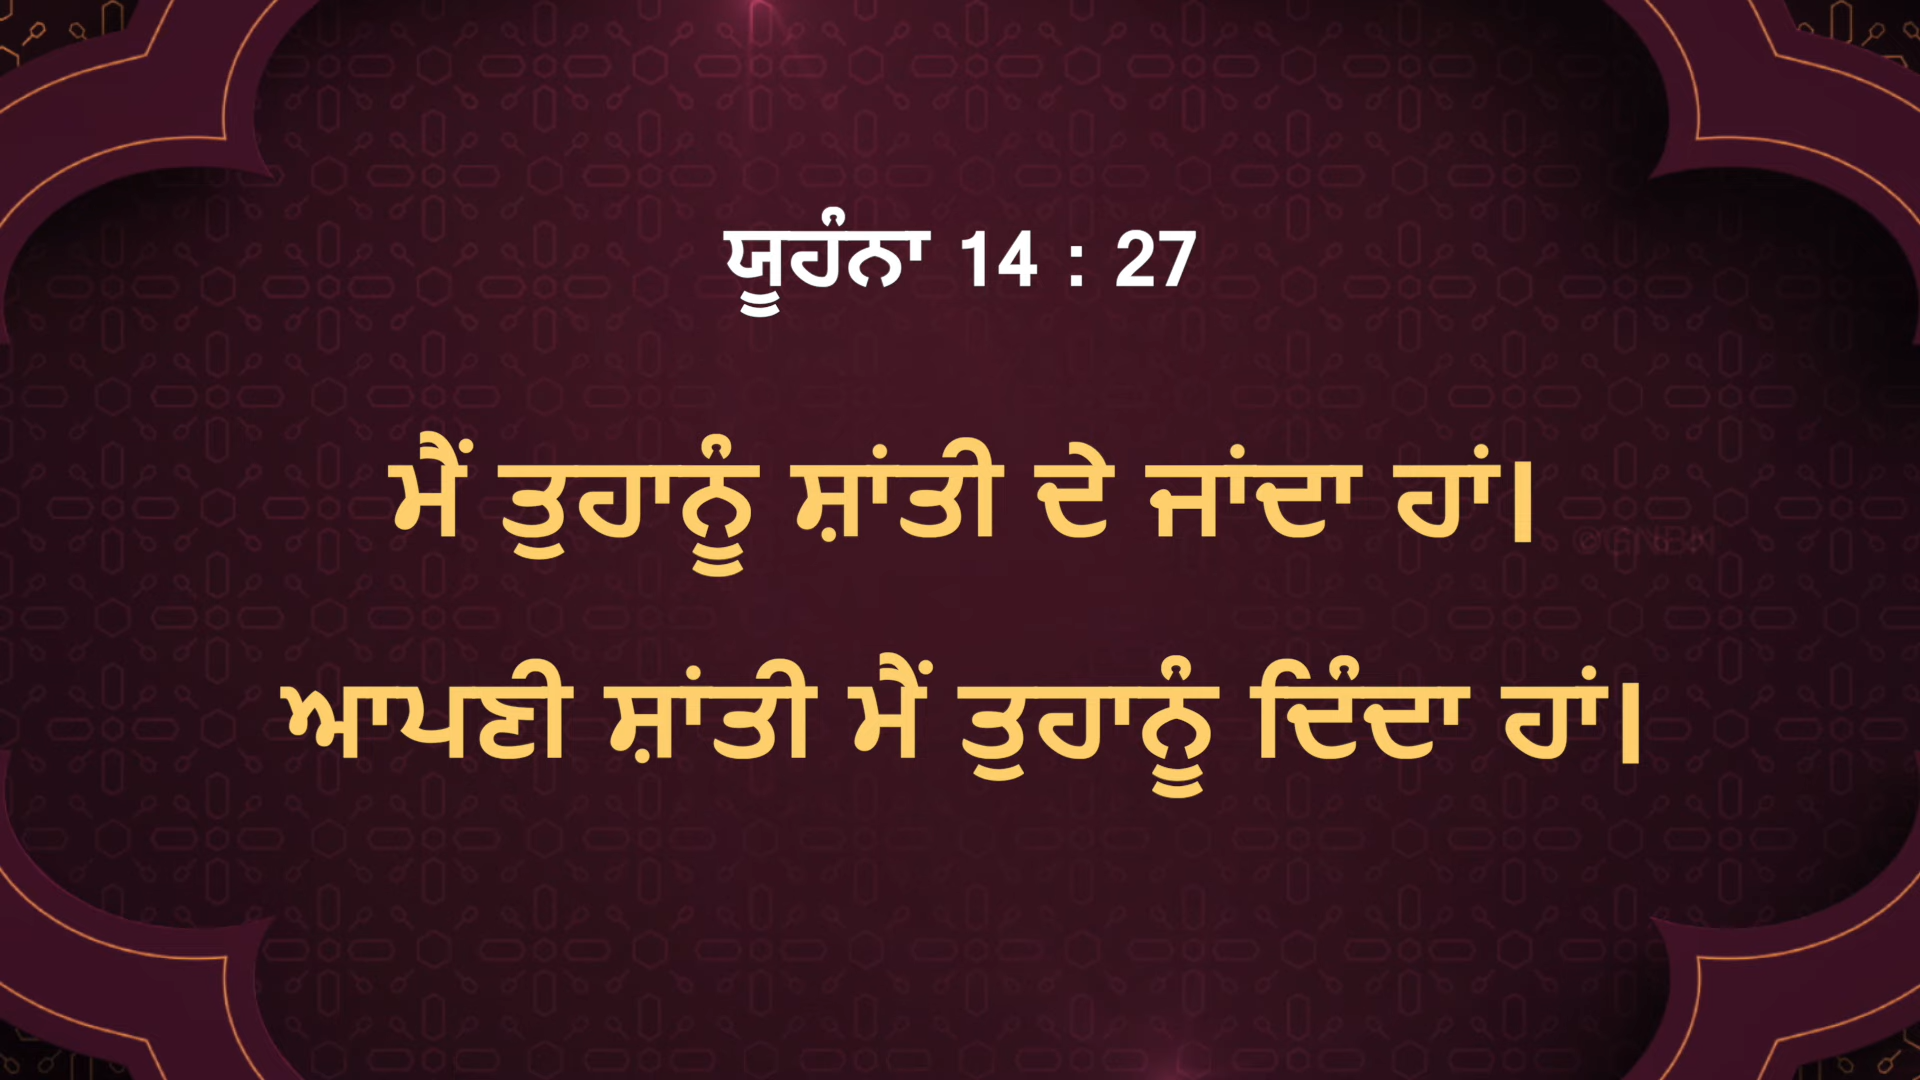 ਯੂਹੰਨਾ 14 : 27
ਮੈਂ ਤੁਹਾਨੂੰ ਸ਼ਾਂਤੀ ਦੇ ਜਾਂਦਾ ਹਾਂ।
ਆਪਣੀ ਸ਼ਾਂਤੀ ਮੈਂ ਤੁਹਾਨੂੰ ਦਿੰਦਾ ਹਾਂ।